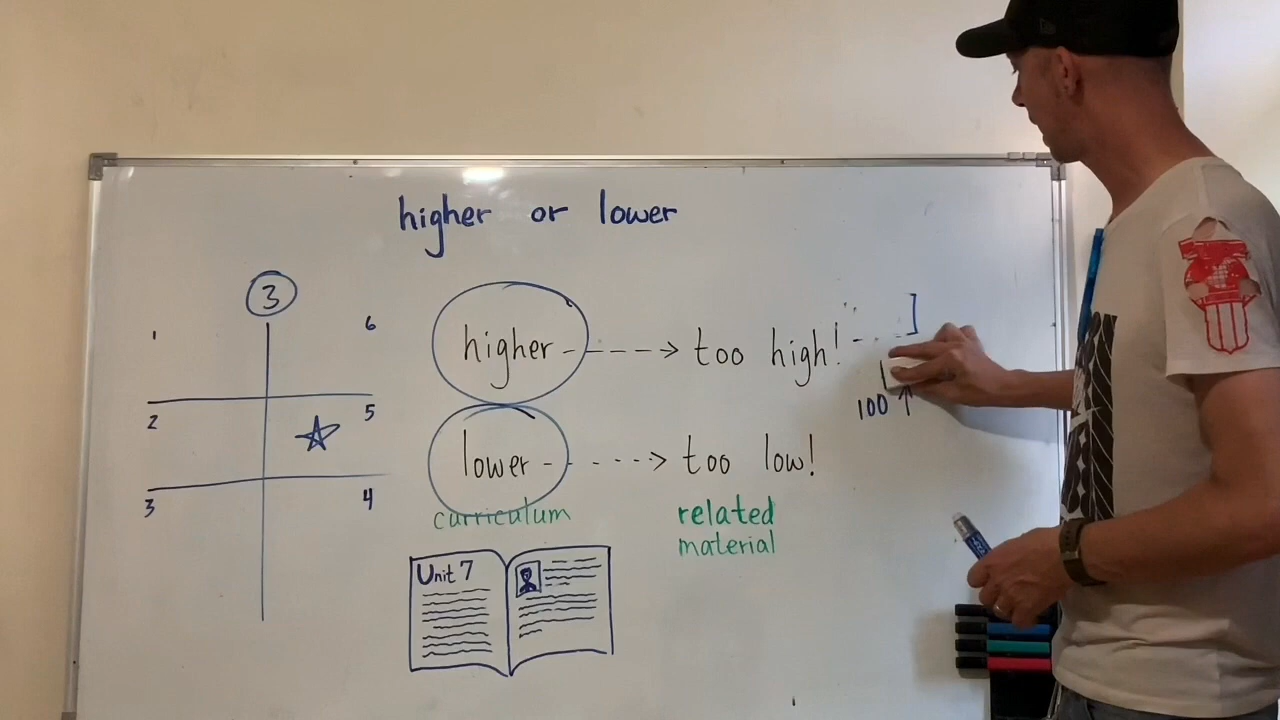 higher or lower
3
1 6
2 5
3 4
higher ----> too high!
lower ----> too low!
100 ↑
curriculum
related
material
Unit 7